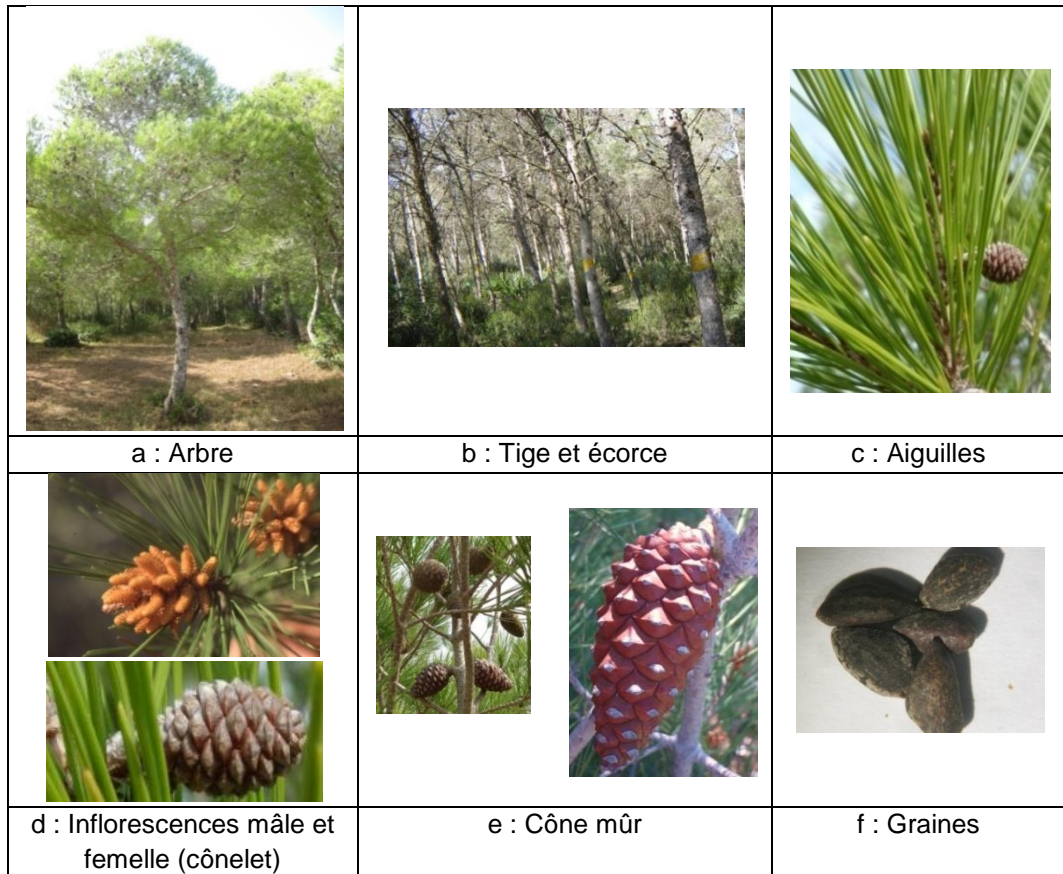 a : Arbre
b : Tige et écorce
c : Aiguilles
d : Inflorescences mâle et
femelle (cônelet)
e : Cône mûr
f : Graines